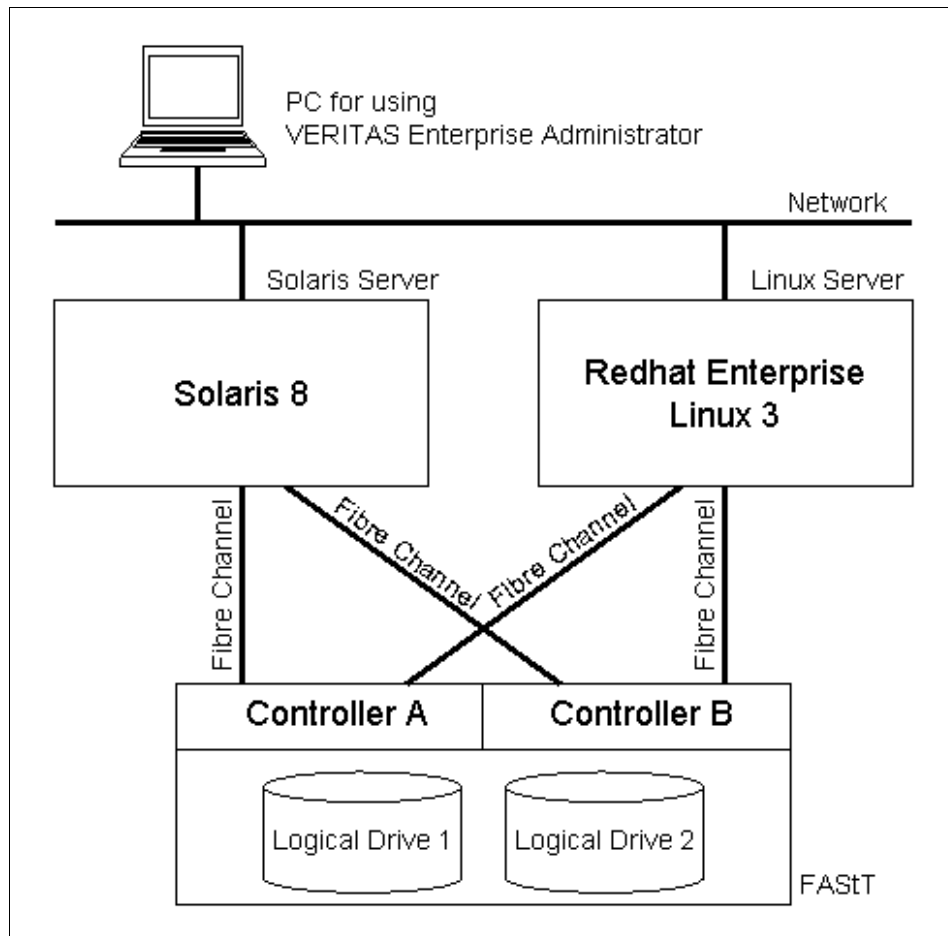 PC for using
VERITAS Enterprise Administrator
Network
Solaris Server
Linux Server
Solaris 8
Redhat Enterprise
Linux 3
Fibre Channel
Fibre Channel
Fibre Channel
Fibre Channel
Controller A
Controller B
Logical Drive 1
Logical Drive 2
FAStT